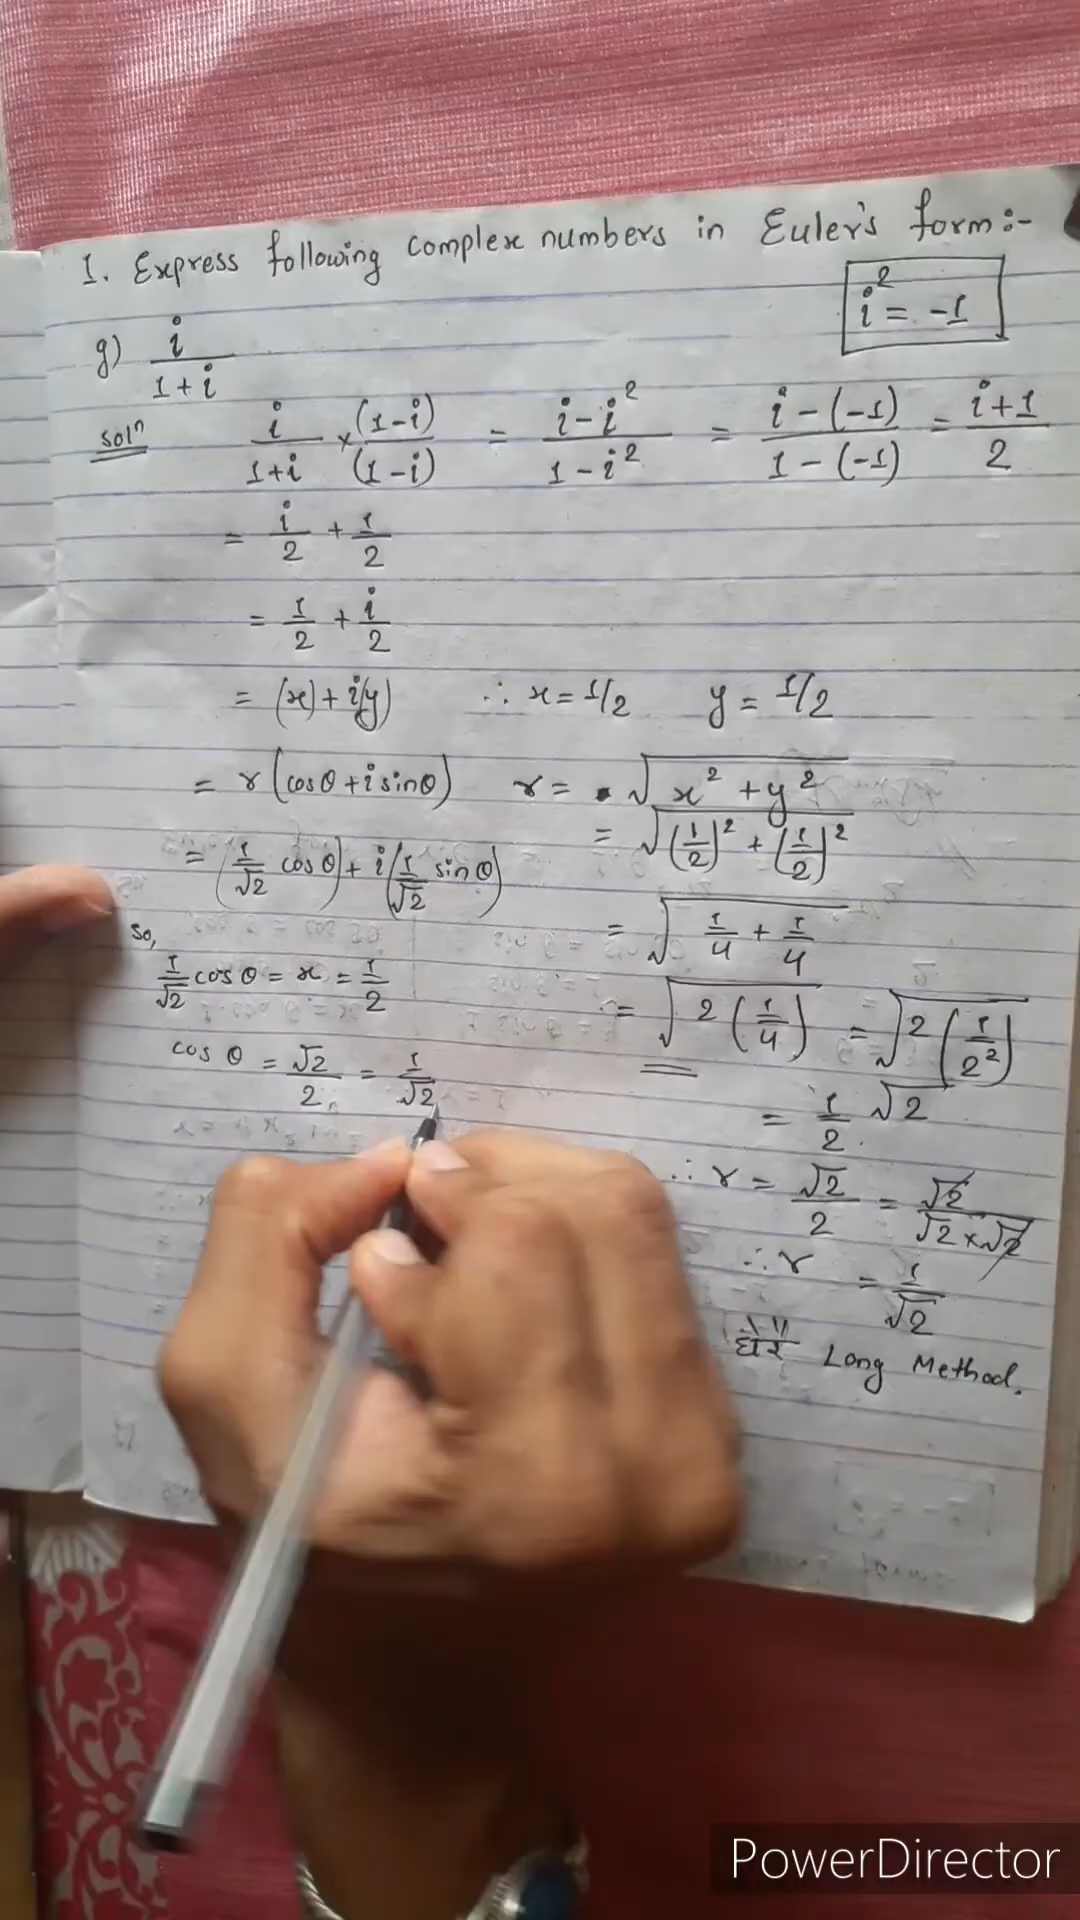 1. Express following complex numbers in Euler's form:-
i² = -1
g) i/(1+i)
solⁿ i/(1+i) × (1-i)/(1-i) = (i-i²)/(1-i²) = (i-(-1))/(1-(-1)) = (i+1)/2
= i/2 + 1/2
= 1/2 + i/2
= (x) + i(y) ∴ x = 1/2 y = 1/2
= r(cosθ + i sinθ) r = √(x² + y²)
= √((1/2)² + (1/2)²)
= (1/√2 cosθ) + i(1/√2 sinθ)
= √(1/4 + 1/4)
So,
1/√2 cosθ = x = 1/2
= √(2(1/4)) = √(2(1/2²))
cosθ = √2/2 = 1/√2
= 1/2 √2
∴ r = √2/2 = √2/(√2×√2)
∴ r = 1/√2
Long Method.
PowerDirector